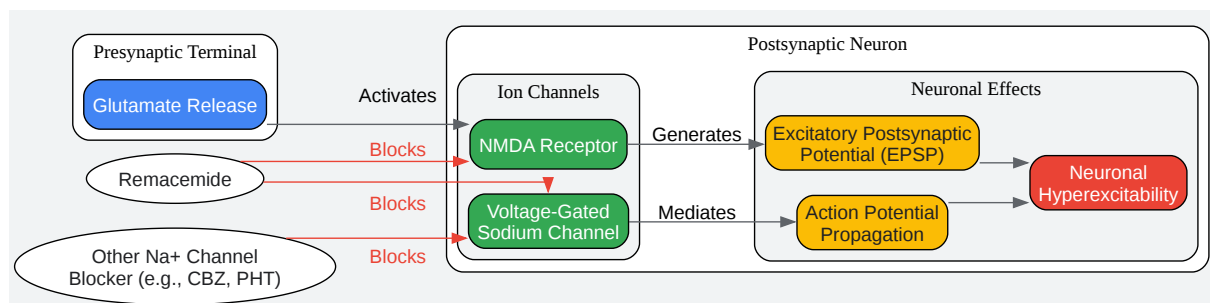 Presynaptic Terminal
Glutamate Release
Remacemide
Other Na+ Channel
Blocker (e.g., CBZ, PHT)
Activates
Blocks
Blocks
Blocks
Postsynaptic Neuron
Ion Channels
NMDA Receptor
Voltage-Gated
Sodium Channel
Generates
Mediates
Neuronal Effects
Excitatory Postsynaptic
Potential (EPSP)
Action Potential
Propagation
Neuronal
Hyperexcitability